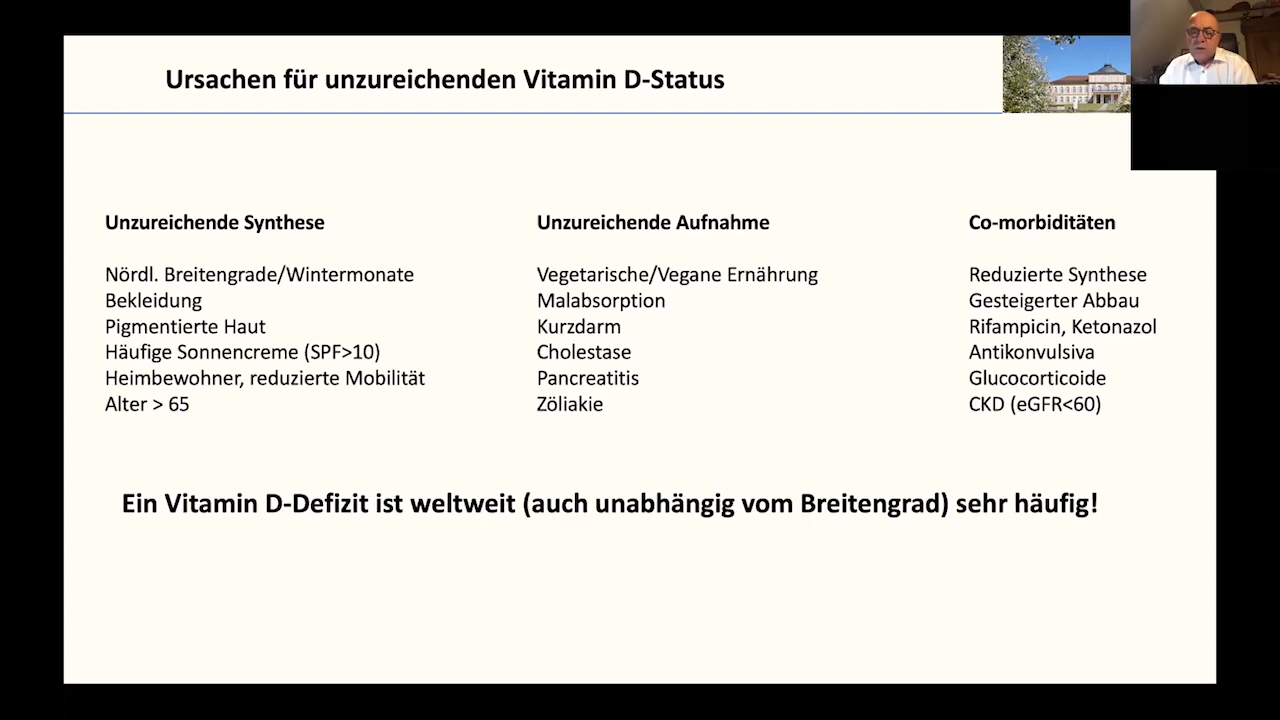 Ursachen für unzureichenden Vitamin D-Status
Unzureichende Synthese
Nördl. Breitengrade/Wintermonate
Bekleidung
Pigmentierte Haut
Häufige Sonnencreme (SPF>10)
Heimbewohner, reduzierte Mobilität
Alter > 65
Unzureichende Aufnahme
Vegetarische/Vegane Ernährung
Malabsorption
Kurzdarm
Cholestase
Pancreatitis
Zöliakie
Co-morbiditäten
Reduzierte Synthese
Gesteigerter Abbau
Rifampicin, Ketonazol
Antikonvulsiva
Glucocorticoide
CKD (eGFR<60)
Ein Vitamin D-Defizit ist weltweit (auch unabhängig vom Breitengrad) sehr häufig!